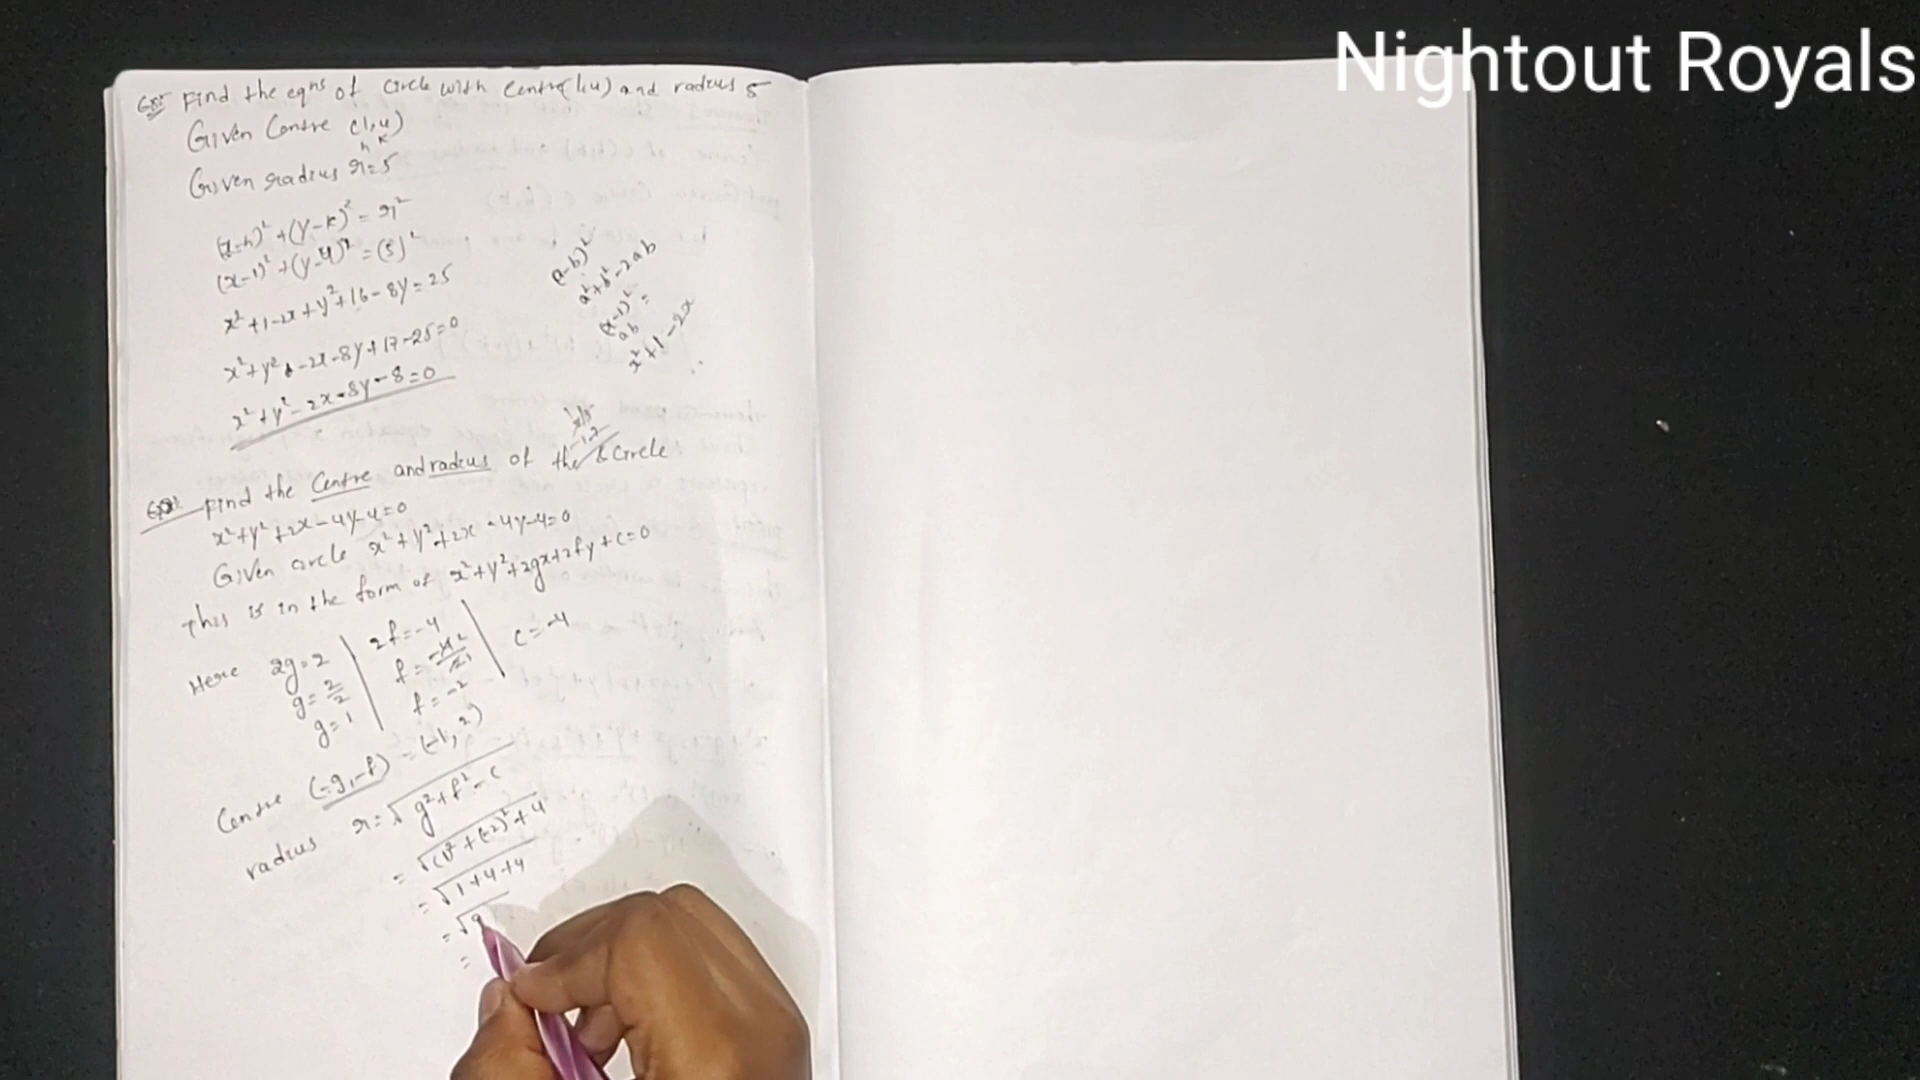 Nightout Royals
Ex:- Find the eqns of Circle with Centre(1,4) and radius 5
Given Centre C(1,4)
h K
Given radius r=5
(x-h)²+(y-k)²=r²
(x-1)²+(y-4)²=(5)²
x²+1-2x+y²+16-8y=25
x²+y²-2x-8y+17-25=0
x²+y²-2x-8y-8=0
(a-b)²
a²+b²-2ab
(x-1)²=
a b
x²+1-2x
Find the Centre and radius of the Circle
x²+y²+2x-4y-4=0
Given circle x²+y²+2x-4y-4=0
This is in the form of x²+y²+2gx+2fy+c=0
Here 2g=2 | 2f=-4 | c=-4
g=2/2 | f=-4/2
g=1 | f=-2
Centre (-g,-f) = (-1,2)
radius r=√g²+f²-c
=√(1)²+(-2)²+4
=√1+4+4
=√9
=